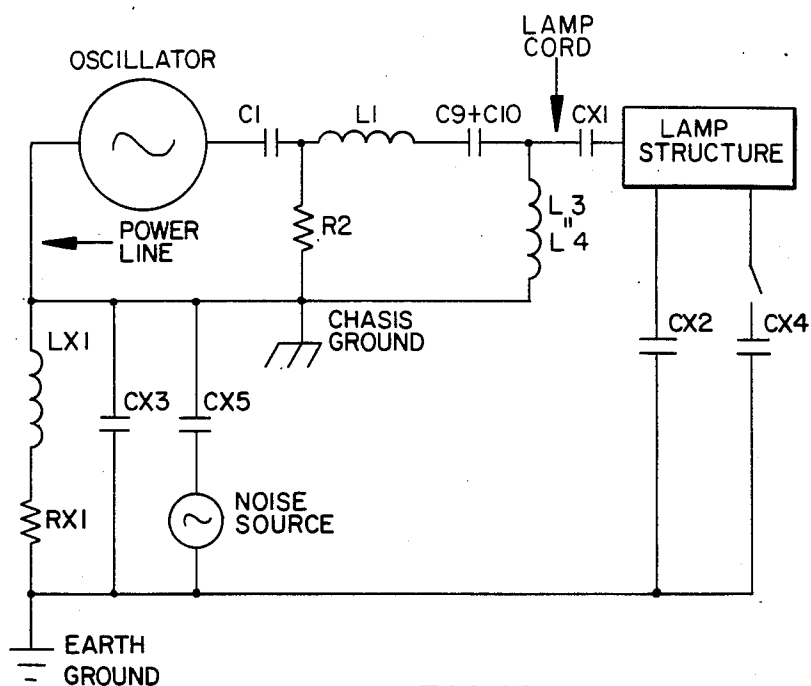 LAMP
CORD
OSCILLATOR
C1
L1
C9+C10
CX1
LAMP
STRUCTURE
POWER
LINE
R2
L3
"
L4
CHASIS
GROUND
LX1
CX3
CX5
CX2
CX4
RX1
NOISE
SOURCE
EARTH
GROUND